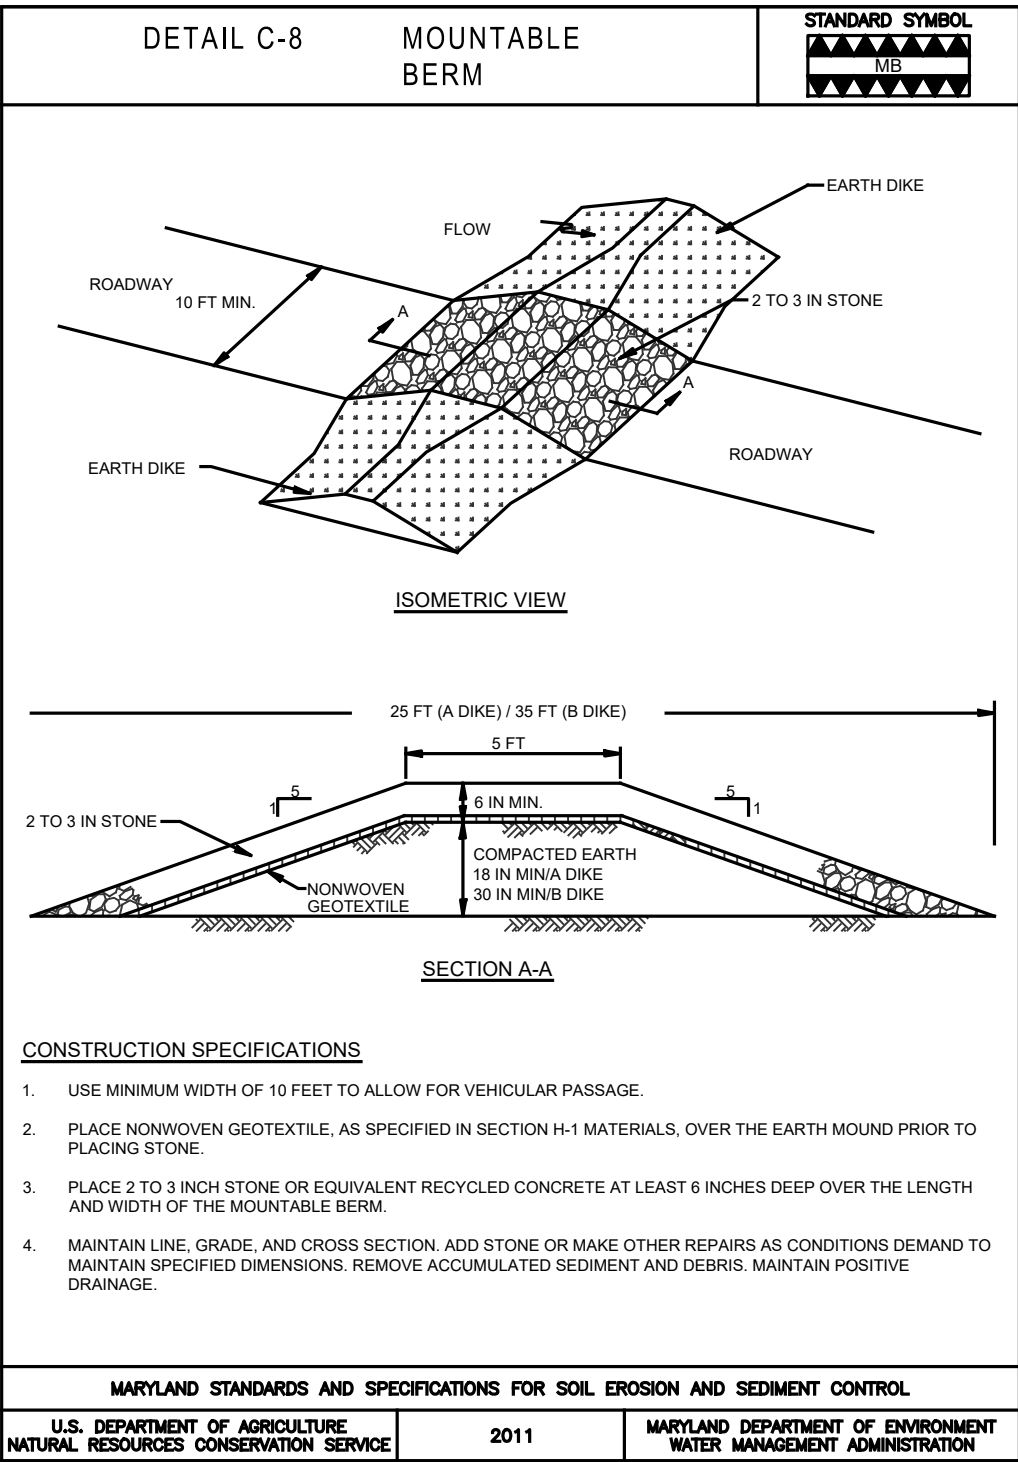 DETAIL C-8 MOUNTABLE
BERM
STANDARD SYMBOL
MB
EARTH DIKE
FLOW
ROADWAY
10 FT MIN.
2 TO 3 IN STONE
A
A
ROADWAY
EARTH DIKE
ISOMETRIC VIEW
25 FT (A DIKE) / 35 FT (B DIKE)
5 FT
5
1
6 IN MIN.
5
1
2 TO 3 IN STONE
COMPACTED EARTH
18 IN MIN/A DIKE
30 IN MIN/B DIKE
NONWOVEN
GEOTEXTILE
SECTION A-A
CONSTRUCTION SPECIFICATIONS
1. USE MINIMUM WIDTH OF 10 FEET TO ALLOW FOR VEHICULAR PASSAGE.
2. PLACE NONWOVEN GEOTEXTILE, AS SPECIFIED IN SECTION H-1 MATERIALS, OVER THE EARTH MOUND PRIOR TO
PLACING STONE.
3. PLACE 2 TO 3 INCH STONE OR EQUIVALENT RECYCLED CONCRETE AT LEAST 6 INCHES DEEP OVER THE LENGTH
AND WIDTH OF THE MOUNTABLE BERM.
4. MAINTAIN LINE, GRADE, AND CROSS SECTION. ADD STONE OR MAKE OTHER REPAIRS AS CONDITIONS DEMAND TO
MAINTAIN SPECIFIED DIMENSIONS. REMOVE ACCUMULATED SEDIMENT AND DEBRIS. MAINTAIN POSITIVE
DRAINAGE.
MARYLAND STANDARDS AND SPECIFICATIONS FOR SOIL EROSION AND SEDIMENT CONTROL
U.S. DEPARTMENT OF AGRICULTURE
NATURAL RESOURCES CONSERVATION SERVICE
2011
MARYLAND DEPARTMENT OF ENVIRONMENT
WATER MANAGEMENT ADMINISTRATION